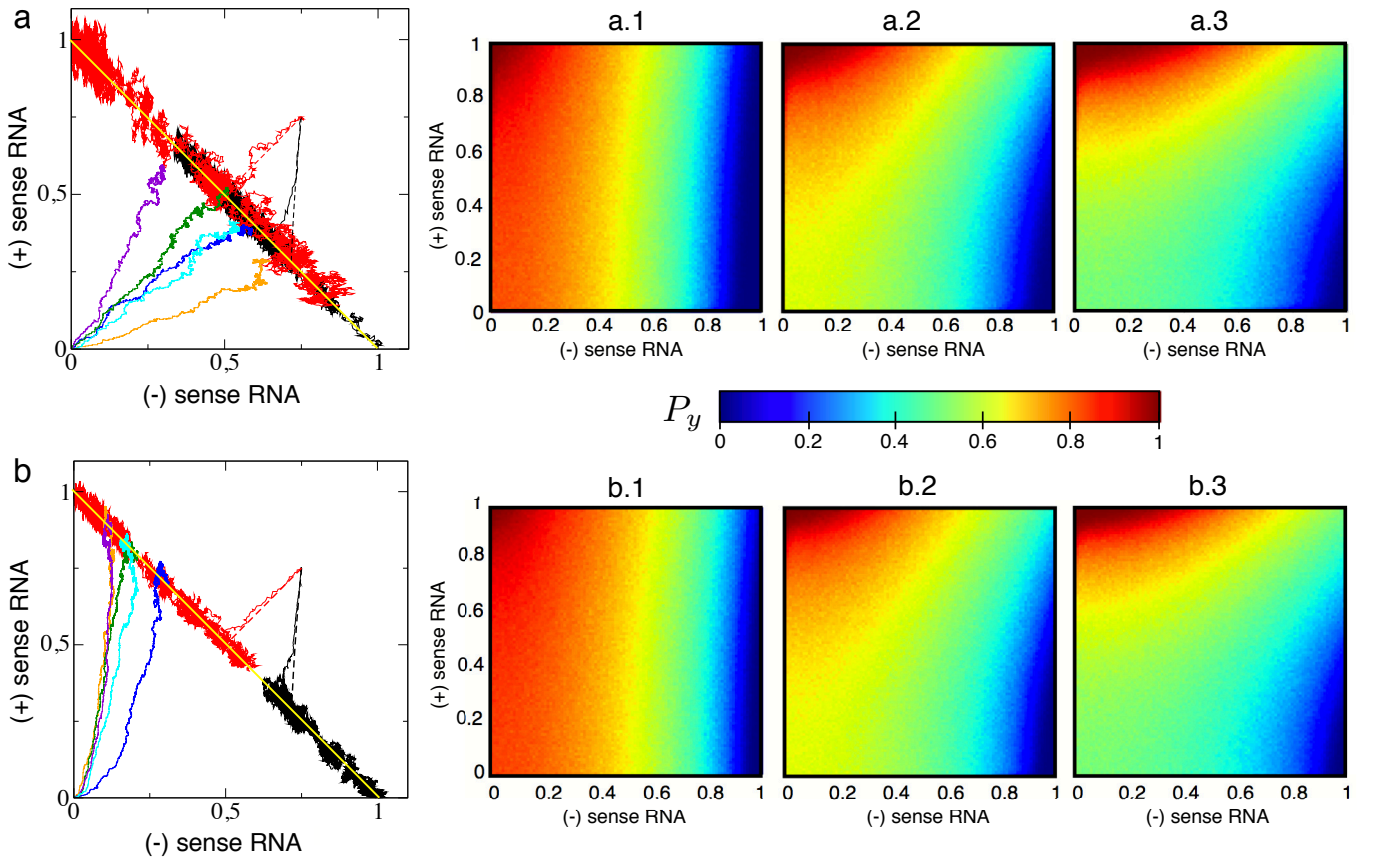 a
1
0,5
0
(+) sense RNA
0 0,5 1
(-) sense RNA
a.1 a.2 a.3
1
0.8
0.6
0.4
0.2
0
(+) sense RNA
0 0.2 0.4 0.6 0.8 1
(-) sense RNA
0 0.2 0.4 0.6 0.8 1
(-) sense RNA
0 0.2 0.4 0.6 0.8 1
(-) sense RNA
P_y
0 0.2 0.4 0.6 0.8 1
b
1
0,5
0
(+) sense RNA
0 0,5 1
(-) sense RNA
b.1 b.2 b.3
1
0.8
0.6
0.4
0.2
0
(+) sense RNA
0 0.2 0.4 0.6 0.8 1
(-) sense RNA
0 0.2 0.4 0.6 0.8 1
(-) sense RNA
0 0.2 0.4 0.6 0.8 1
(-) sense RNA